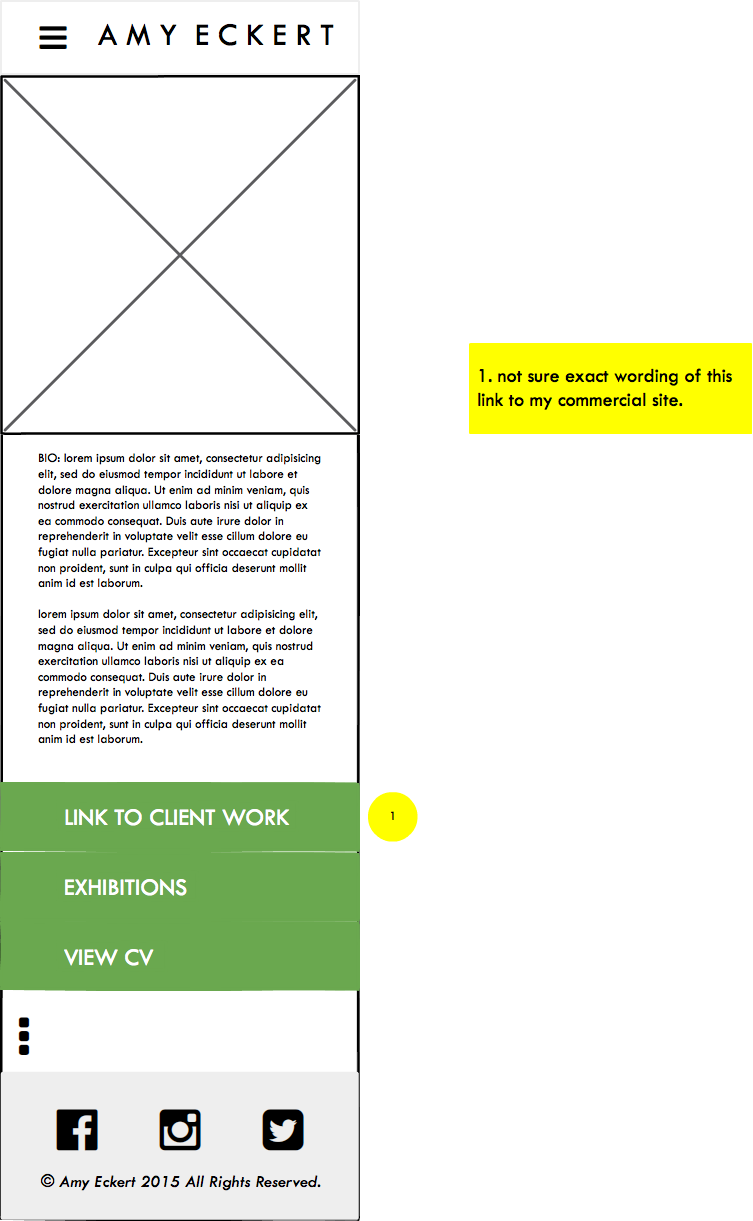 AMY ECKERT
1. not sure exact wording of this
link to my commercial site.
BIO: lorem ipsum dolor sit amet, consectetur adipisicing
elit, sed do eiusmod tempor incididunt ut labore et
dolore magna aliqua. Ut enim ad minim veniam, quis
nostrud exercitation ullamco laboris nisi ut aliquip ex
ea commodo consequat. Duis aute irure dolor in
reprehenderit in voluptate velit esse cillum dolore eu
fugiat nulla pariatur. Excepteur sint occaecat cupidatat
non proident, sunt in culpa qui officia deserunt mollit
anim id est laborum.
lorem ipsum dolor sit amet, consectetur adipisicing elit,
sed do eiusmod tempor incididunt ut labore et dolore
magna aliqua. Ut enim ad minim veniam, quis nostrud
exercitation ullamco laboris nisi ut aliquip ex ea
commodo consequat. Duis aute irure dolor in
reprehenderit in voluptate velit esse cillum dolore eu
fugiat nulla pariatur. Excepteur sint occaecat cupidatat
non proident, sunt in culpa qui officia deserunt mollit
anim id est laborum.
LINK TO CLIENT WORK
1
EXHIBITIONS
VIEW CV
© Amy Eckert 2015 All Rights Reserved.